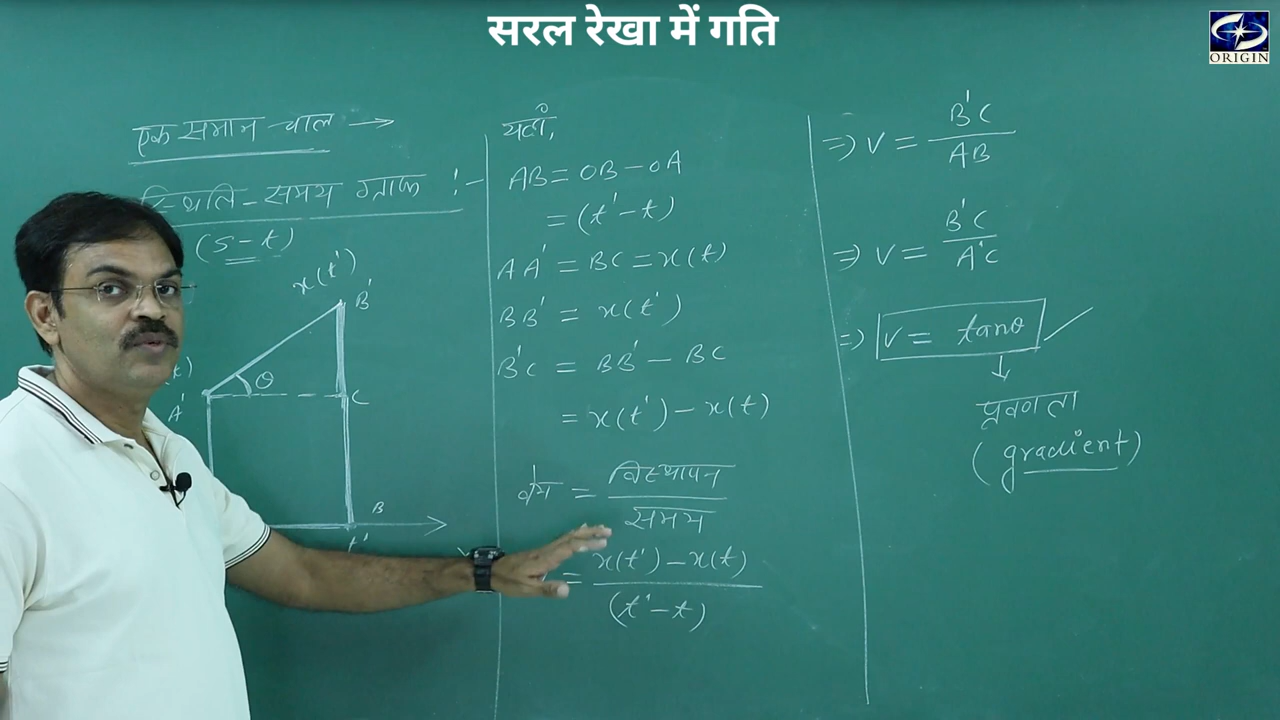 सरल रेखा में गति
ORIGIN
एक समान चाल →
स्थिति - समय ग्राफ :-
(s - t)
x(t')
B'
t)
θ
A'
C
B
t'
यहाँ,
AB = OB - OA
= (t' - t)
AA' = BC = x(t)
BB' = x(t')
B'C = BB' - BC
= x(t') - x(t)
वेग = विस्थापन / समय
= x(t') - x(t) / (t' - t)
⇒ v = B'C / AB
⇒ v = B'C / A'C
⇒ v = tanθ
↓
प्रवणता
(gradient)